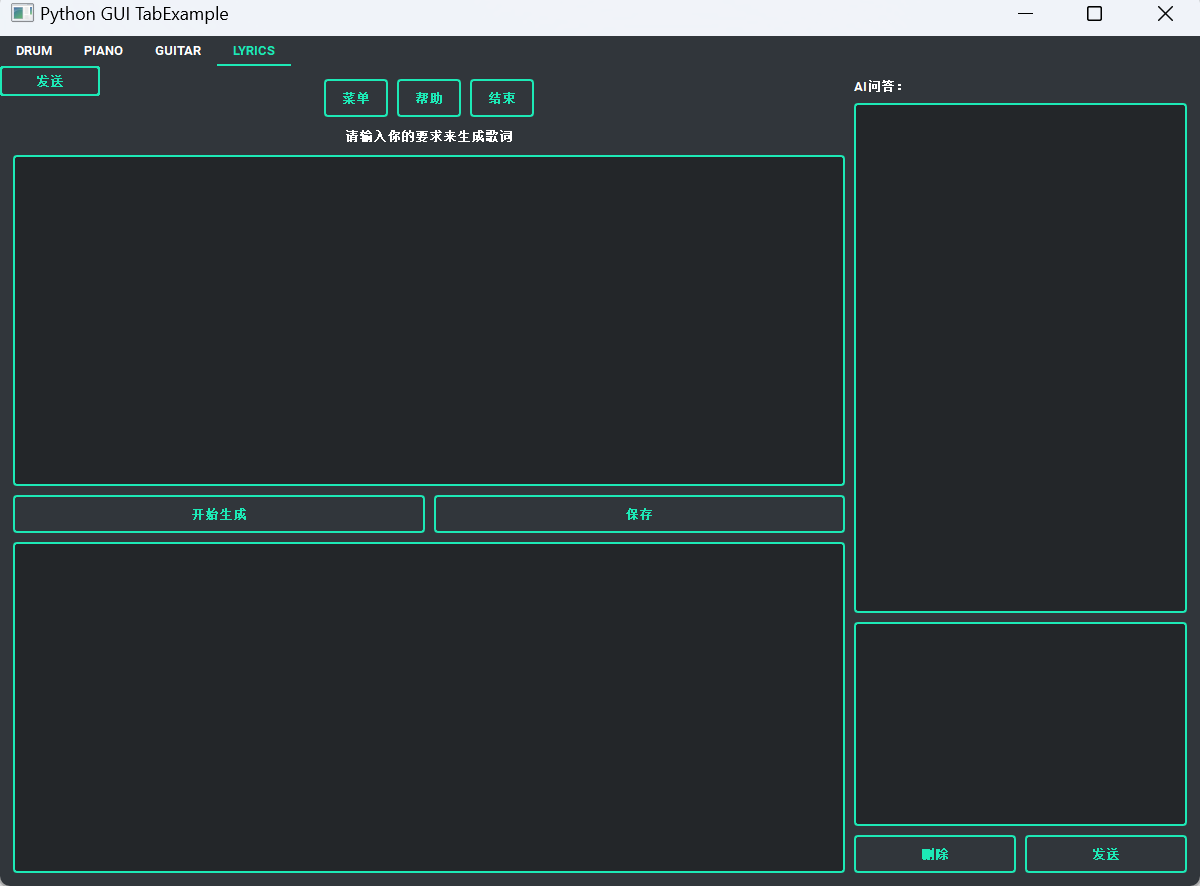 Python GUI TabExample
DRUM PIANO GUITAR LYRICS
发送
菜单 帮助 结束
AI问答：
请输入你的要求来生成歌词
开始生成 保存
删除 发送